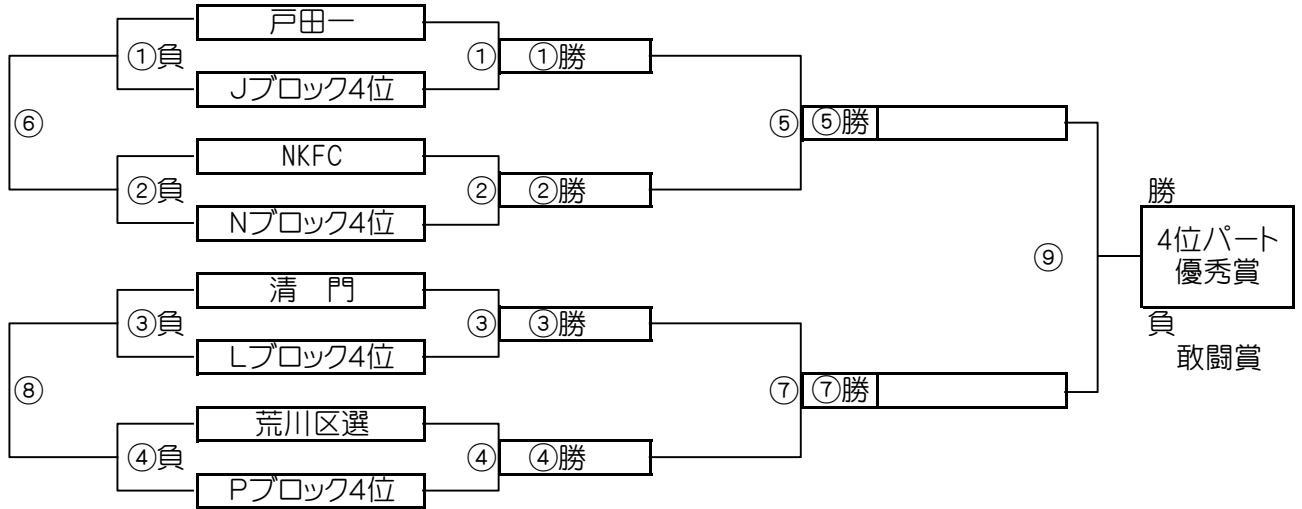 戸田一
①負 ① ①勝
Jブロック4位
⑥ ⑤ ⑤勝
NKFC
②負 ② ②勝
Nブロック4位
勝
4位パート
優秀賞
⑨
負
敢闘賞
清　門
③負 ③ ③勝
Lブロック4位
⑧ ⑦ ⑦勝
荒川区選
④負 ④ ④勝
Pブロック4位